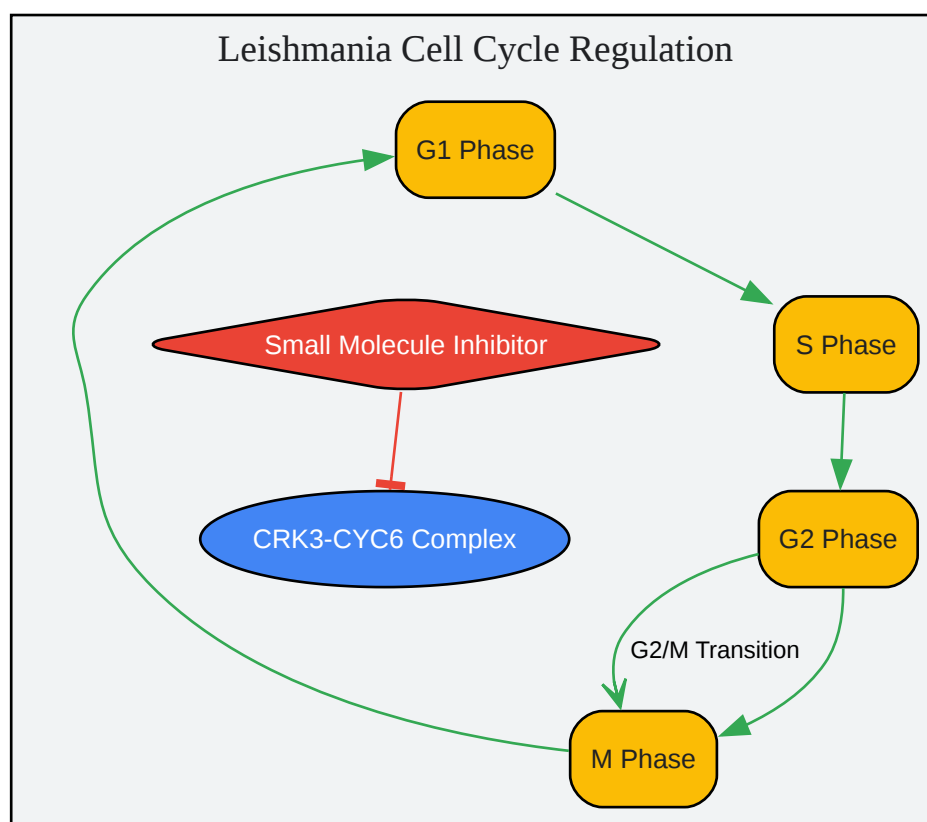 Leishmania Cell Cycle Regulation
G1 Phase
Small Molecule Inhibitor
S Phase
CRK3-CYC6 Complex
G2 Phase
G2/M Transition
M Phase